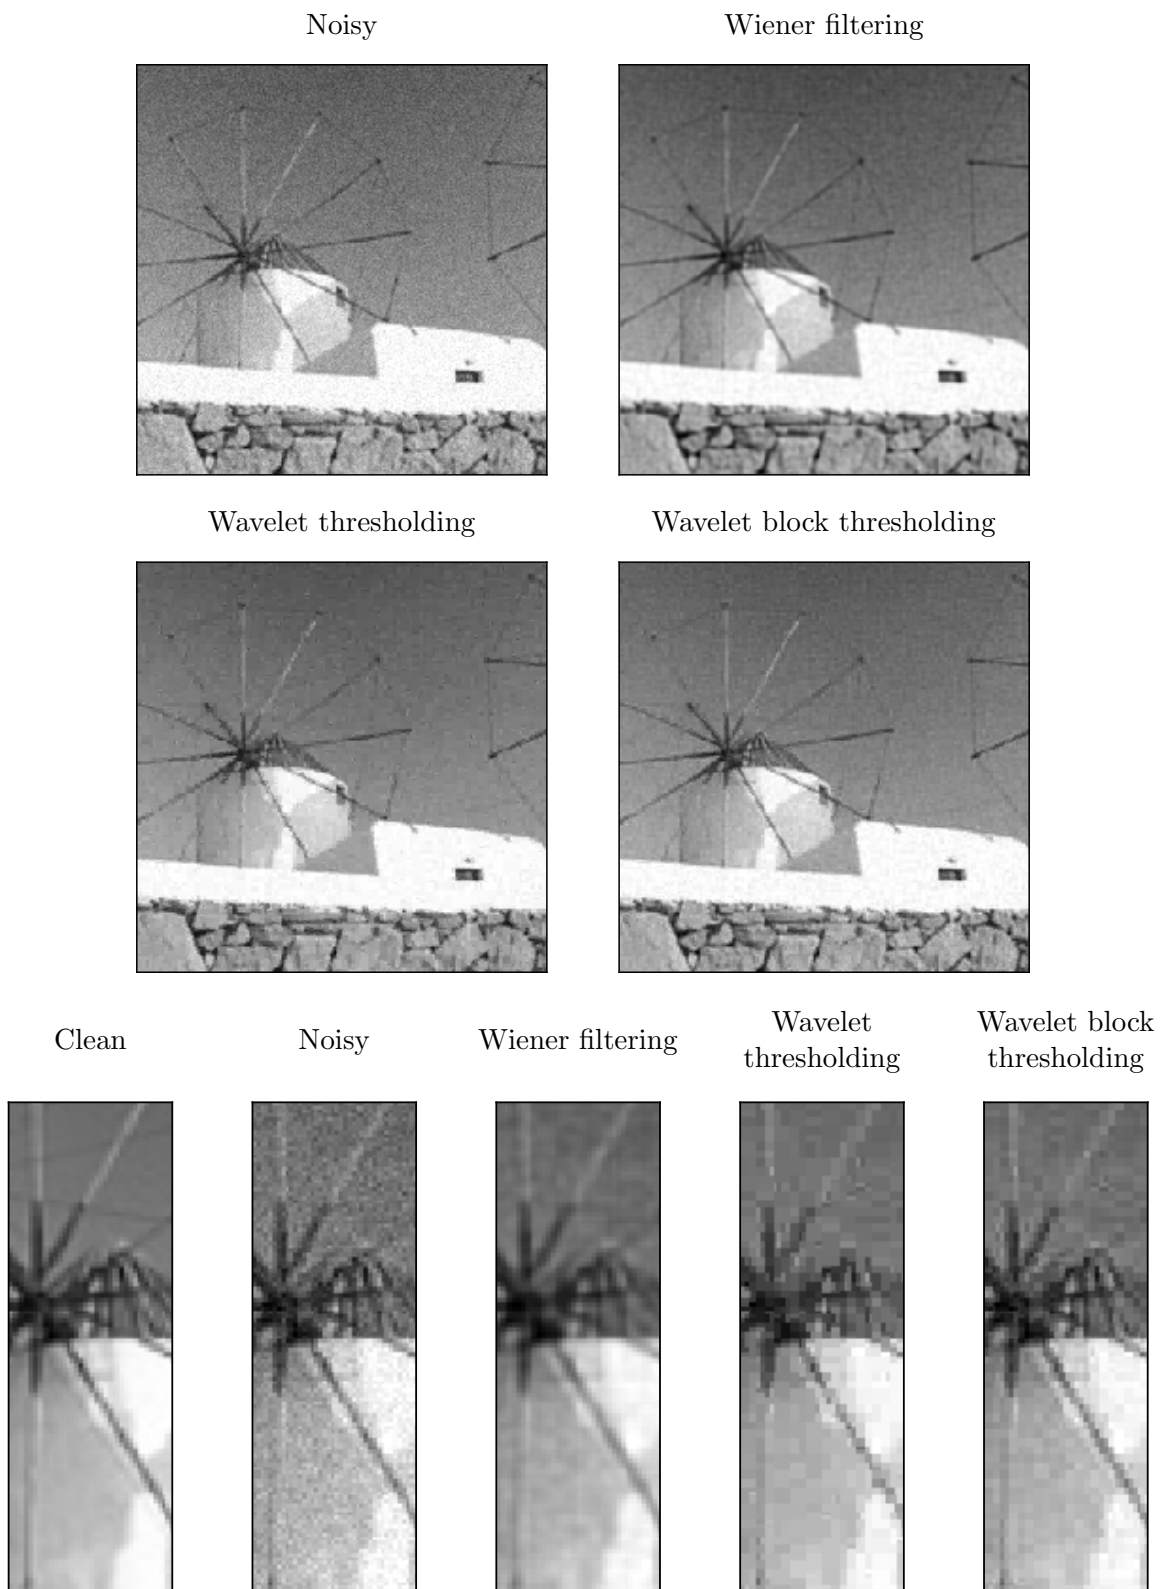 Noisy
Wiener filtering
Wavelet thresholding
Wavelet block thresholding
Clean
Noisy
Wiener filtering
Wavelet
thresholding
Wavelet block
thresholding